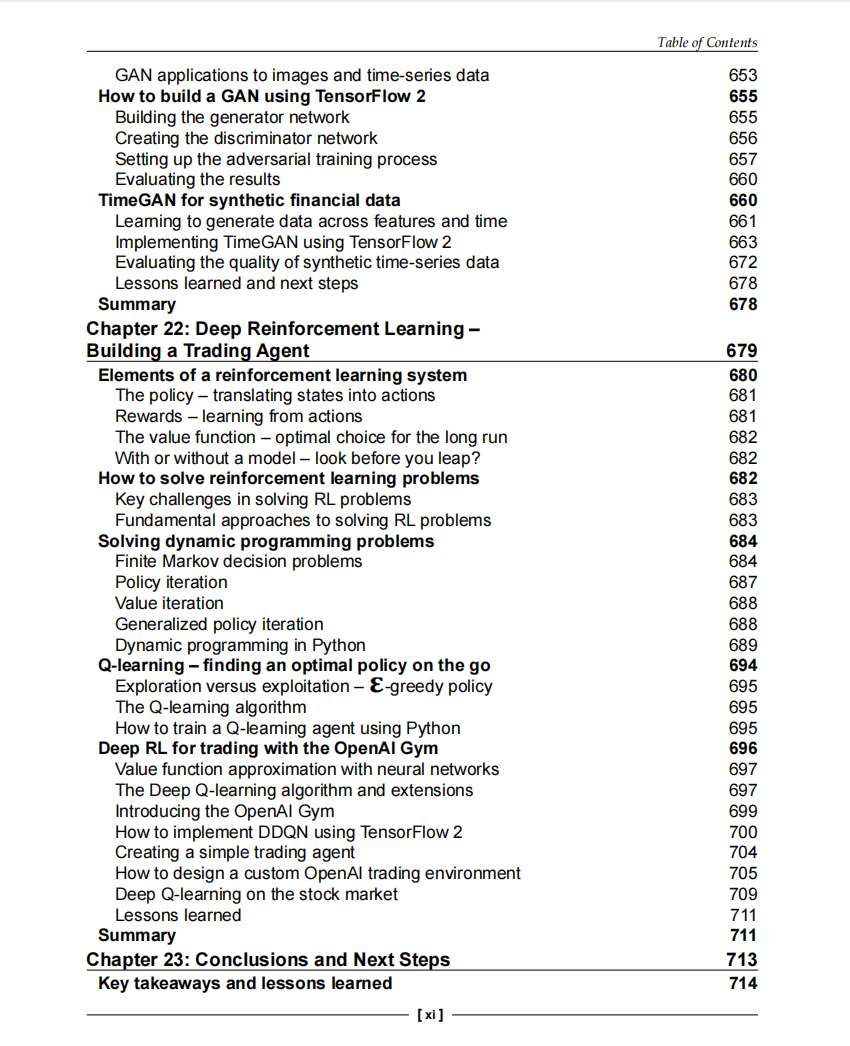 Table of Contents
GAN applications to images and time-series data 653
How to build a GAN using TensorFlow 2 655
Building the generator network 655
Creating the discriminator network 656
Setting up the adversarial training process 657
Evaluating the results 660
TimeGAN for synthetic financial data 660
Learning to generate data across features and time 661
Implementing TimeGAN using TensorFlow 2 663
Evaluating the quality of synthetic time-series data 672
Lessons learned and next steps 678
Summary 678
Chapter 22: Deep Reinforcement Learning –
Building a Trading Agent 679
Elements of a reinforcement learning system 680
The policy – translating states into actions 681
Rewards – learning from actions 681
The value function – optimal choice for the long run 682
With or without a model – look before you leap? 682
How to solve reinforcement learning problems 682
Key challenges in solving RL problems 683
Fundamental approaches to solving RL problems 683
Solving dynamic programming problems 684
Finite Markov decision problems 684
Policy iteration 687
Value iteration 688
Generalized policy iteration 688
Dynamic programming in Python 689
Q-learning – finding an optimal policy on the go 694
Exploration versus exploitation – ε-greedy policy 695
The Q-learning algorithm 695
How to train a Q-learning agent using Python 695
Deep RL for trading with the OpenAI Gym 696
Value function approximation with neural networks 697
The Deep Q-learning algorithm and extensions 697
Introducing the OpenAI Gym 699
How to implement DDQN using TensorFlow 2 700
Creating a simple trading agent 704
How to design a custom OpenAI trading environment 705
Deep Q-learning on the stock market 709
Lessons learned 711
Summary 711
Chapter 23: Conclusions and Next Steps 713
Key takeaways and lessons learned 714
[ xi ]